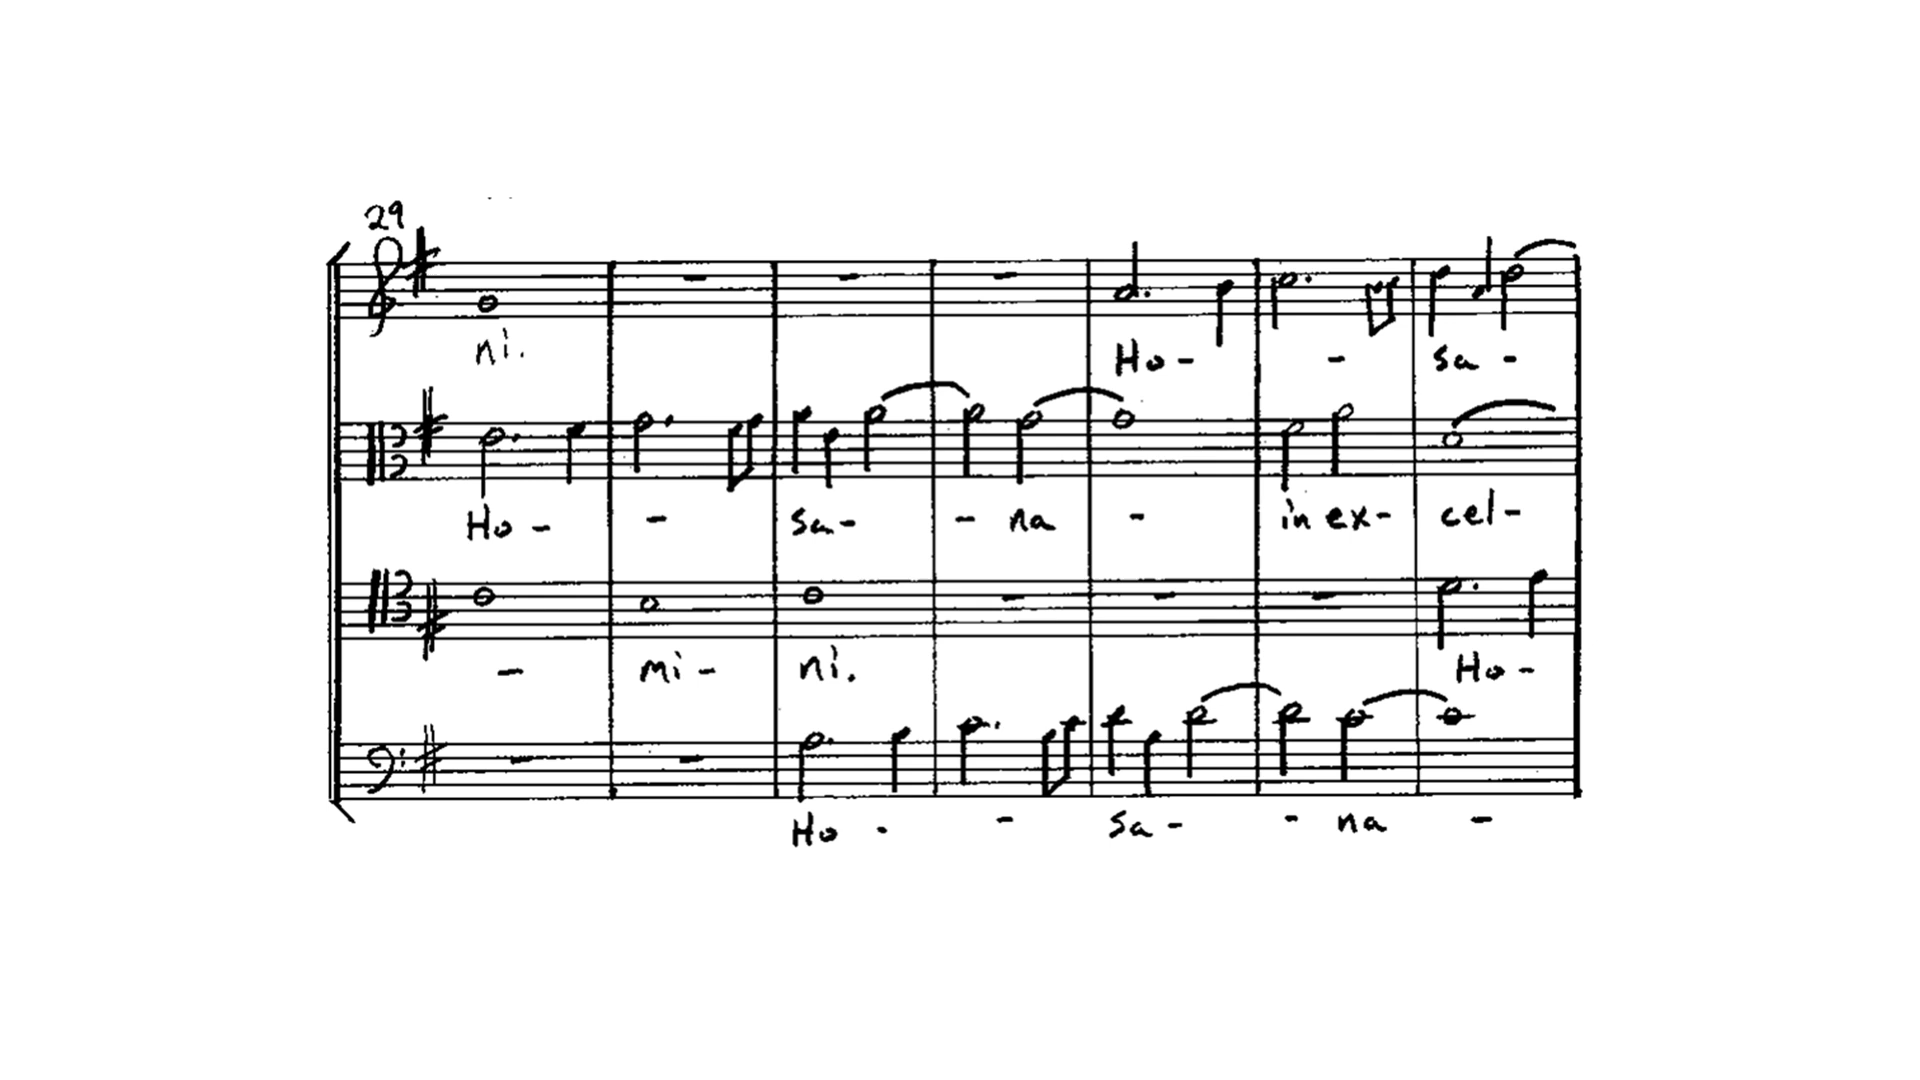 29
ni. Ho- - sa -
Ho - - sa- - na - in ex- cel-
- mi- ni. Ho-
Ho - - sa- - na -